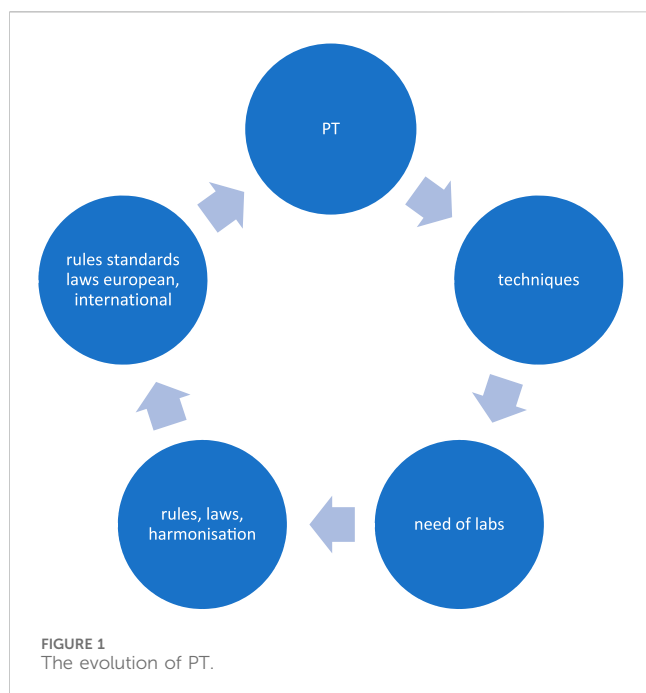 PT
techniques
need of labs
rules, laws,
harmonisation
rules standards
laws european,
international
FIGURE 1
The evolution of PT.